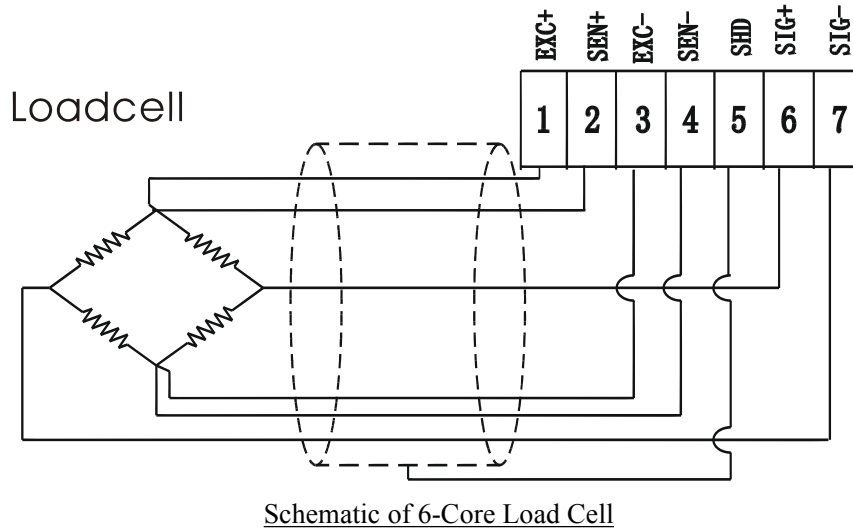 EXC+ SEN+ EXC- SEN- SHD SIG+ SIG-
Loadcell
1 2 3 4 5 6 7
Schematic of 6-Core Load Cell